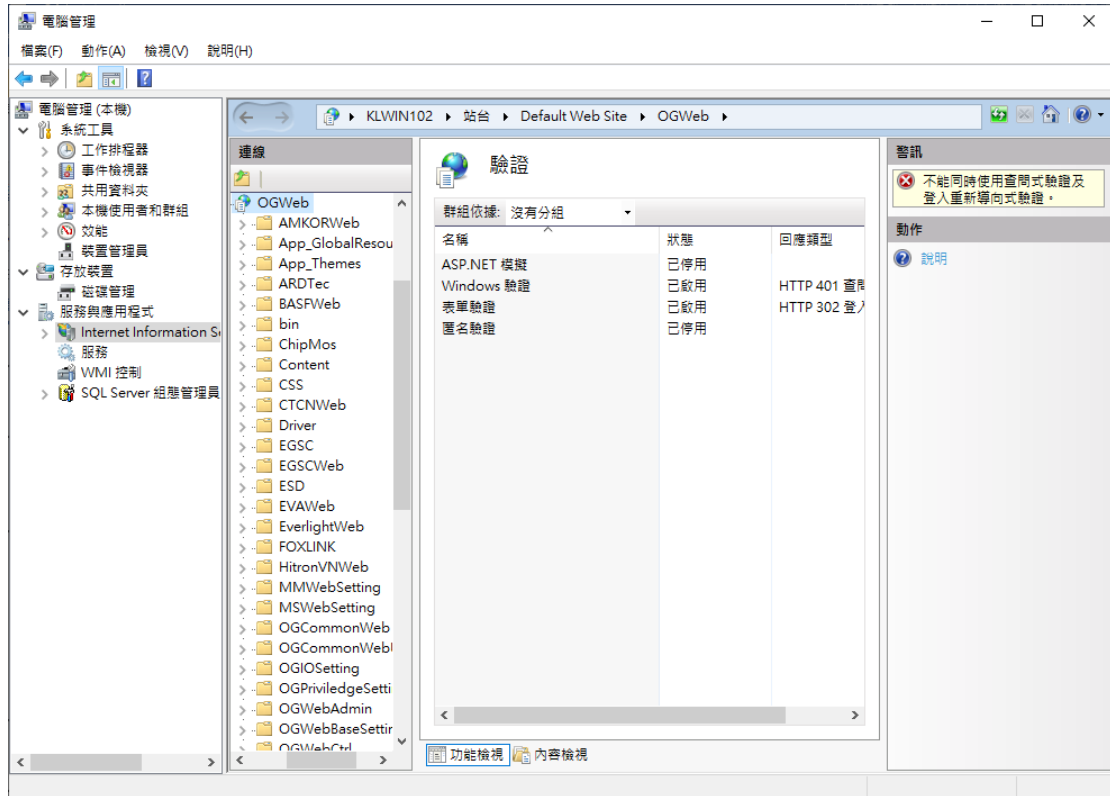 電腦管理
檔案(F) 動作(A) 檢視(V) 說明(H)
電腦管理 (本機)
系統工具
工作排程器
事件檢視器
共用資料夾
本機使用者和群組
效能
裝置管理員
存放裝置
磁碟管理
服務與應用程式
Internet Information S
服務
WMI 控制
SQL Server 組態管理員
KLWIN102 站台 Default Web Site OGWeb
連線
OGWeb
AMKORWeb
App_GlobalResou
App_Themes
ARDTec
BASFWeb
bin
ChipMos
Content
CSS
CTCNWeb
Driver
EGSC
EGSCWeb
ESD
EVAWeb
EverlightWeb
FOXLINK
HitronVNWeb
MMWebSetting
MSWebSetting
OGCommonWeb
OGCommonWeb
OGIOSetting
OGPriviledgeSetti
OGWebAdmin
OGWebBaseSettir
OGWebCtrl
驗證
群組依據: 沒有分組
名稱 狀態 回應類型
ASP.NET 模擬 已停用
Windows 驗證 已啟用 HTTP 401 查
表單驗證 已啟用 HTTP 302 登
匿名驗證 已停用
功能檢視 內容檢視
警訊
不能同時使用查問式驗證及
登入重新導向式驗證。
動作
說明